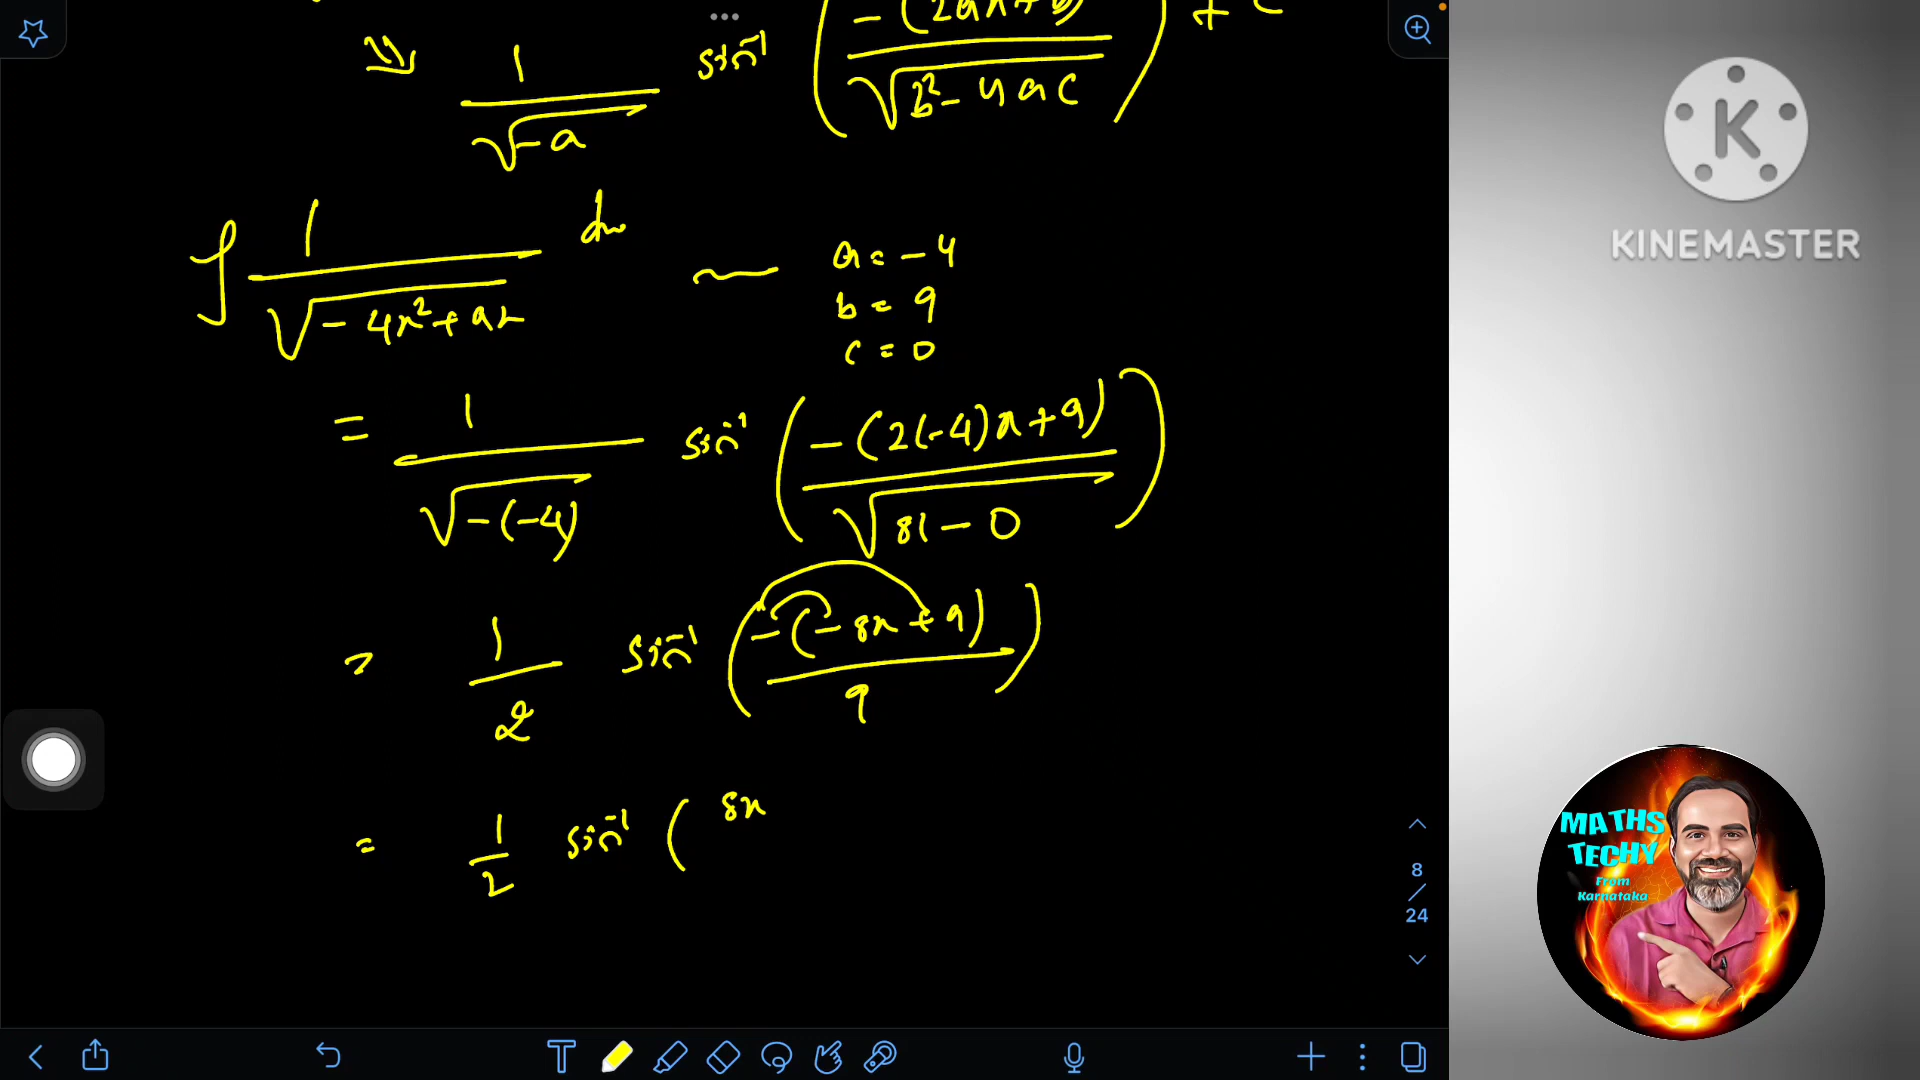 ⇒ 1/√-a sin⁻¹ (-(2ax+b)/√b²-4ac) + C
∫ 1/√-4x²+9x dx ~ a = -4
b = 9
c = 0
= 1/√-(-4) sin⁻¹ (-(2(-4)x+9)/√81-0)
= 1/2 sin⁻¹ (-(-8x+9)/9)
= 1/2 sin⁻¹ ( 8x
8
/
24
T
K
KINEMASTER
MATHS
TECHY
From
Karnataka